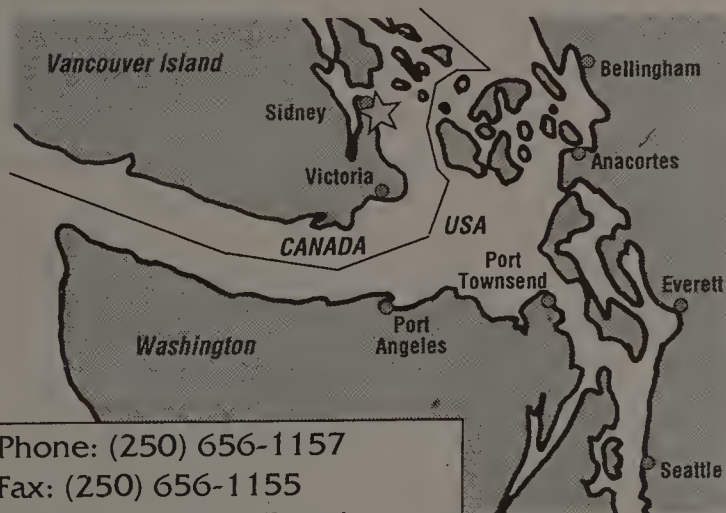 Vancouver Island
Bellingham
Sidney
Anacortes
Victoria
CANADA
USA
Port
Townsend
Everett
Port
Angeles
Washington
Seattle
Phone: (250) 656-1157
Fax: (250) 656-1155